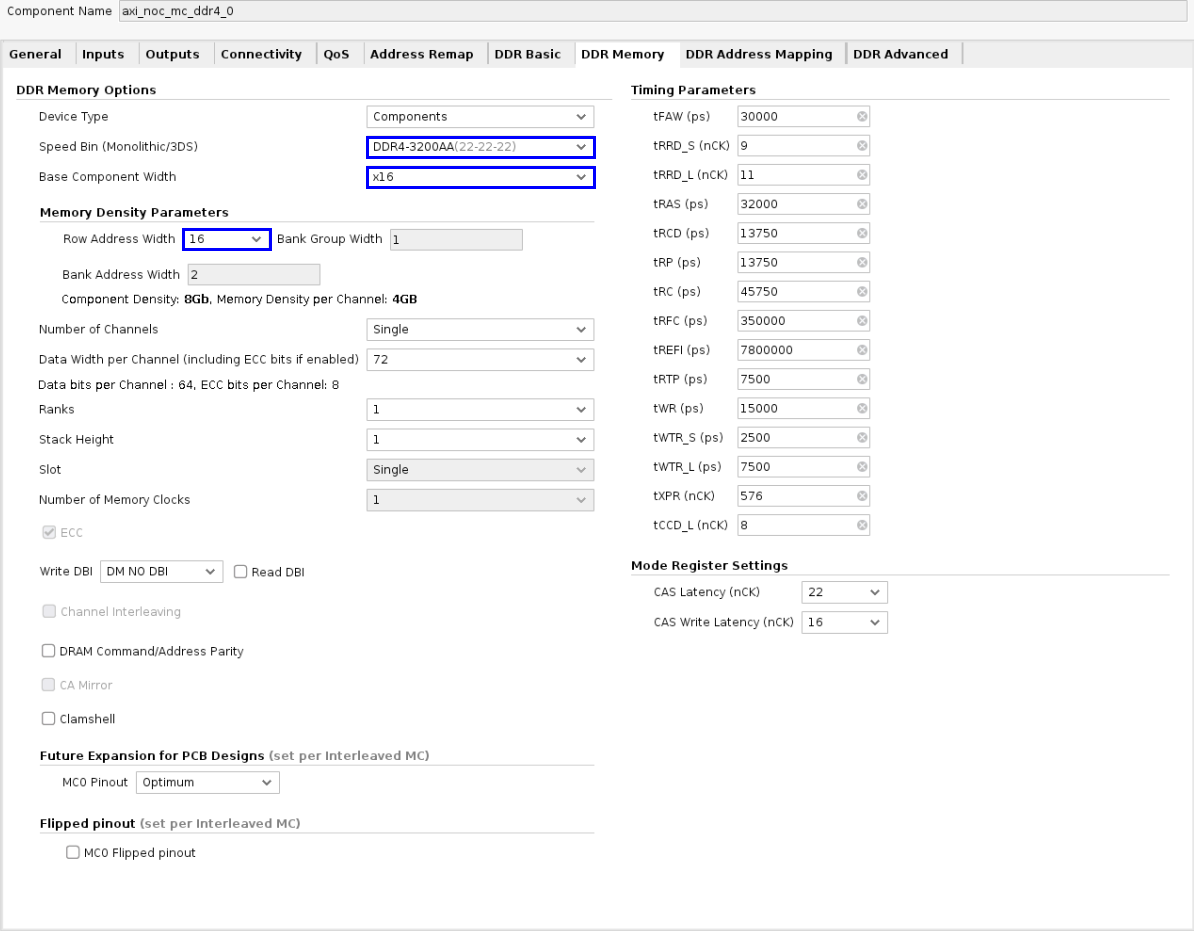 Component Name axi_noc_mc_ddr4_0
General Inputs Outputs Connectivity QoS Address Remap DDR Basic DDR Memory DDR Address Mapping DDR Advanced
DDR Memory Options
Device Type Components
Speed Bin (Monolithic/3DS) DDR4-3200AA(22-22-22)
Base Component Width x16
Memory Density Parameters
Row Address Width 16 Bank Group Width 1
Bank Address Width 2
Component Density: 8Gb, Memory Density per Channel: 4GB
Number of Channels Single
Data Width per Channel (including ECC bits if enabled) 72
Data bits per Channel : 64, ECC bits per Channel: 8
Ranks 1
Stack Height 1
Slot Single
Number of Memory Clocks 1
ECC
Write DBI DM NO DBI Read DBI
Channel Interleaving
DRAM Command/Address Parity
CA Mirror
Clamshell
Future Expansion for PCB Designs (set per Interleaved MC)
MC0 Pinout Optimum
Flipped pinout (set per Interleaved MC)
MC0 Flipped pinout
Timing Parameters
tFAW (ps) 30000
tRRD_S (nCK) 9
tRRD_L (nCK) 11
tRAS (ps) 32000
tRCD (ps) 13750
tRP (ps) 13750
tRC (ps) 45750
tRFC (ps) 350000
tREFI (ps) 7800000
tRTP (ps) 7500
tWR (ps) 15000
tWTR_S (ps) 2500
tWTR_L (ps) 7500
tXPR (nCK) 576
tCCD_L (nCK) 8
Mode Register Settings
CAS Latency (nCK) 22
CAS Write Latency (nCK) 16